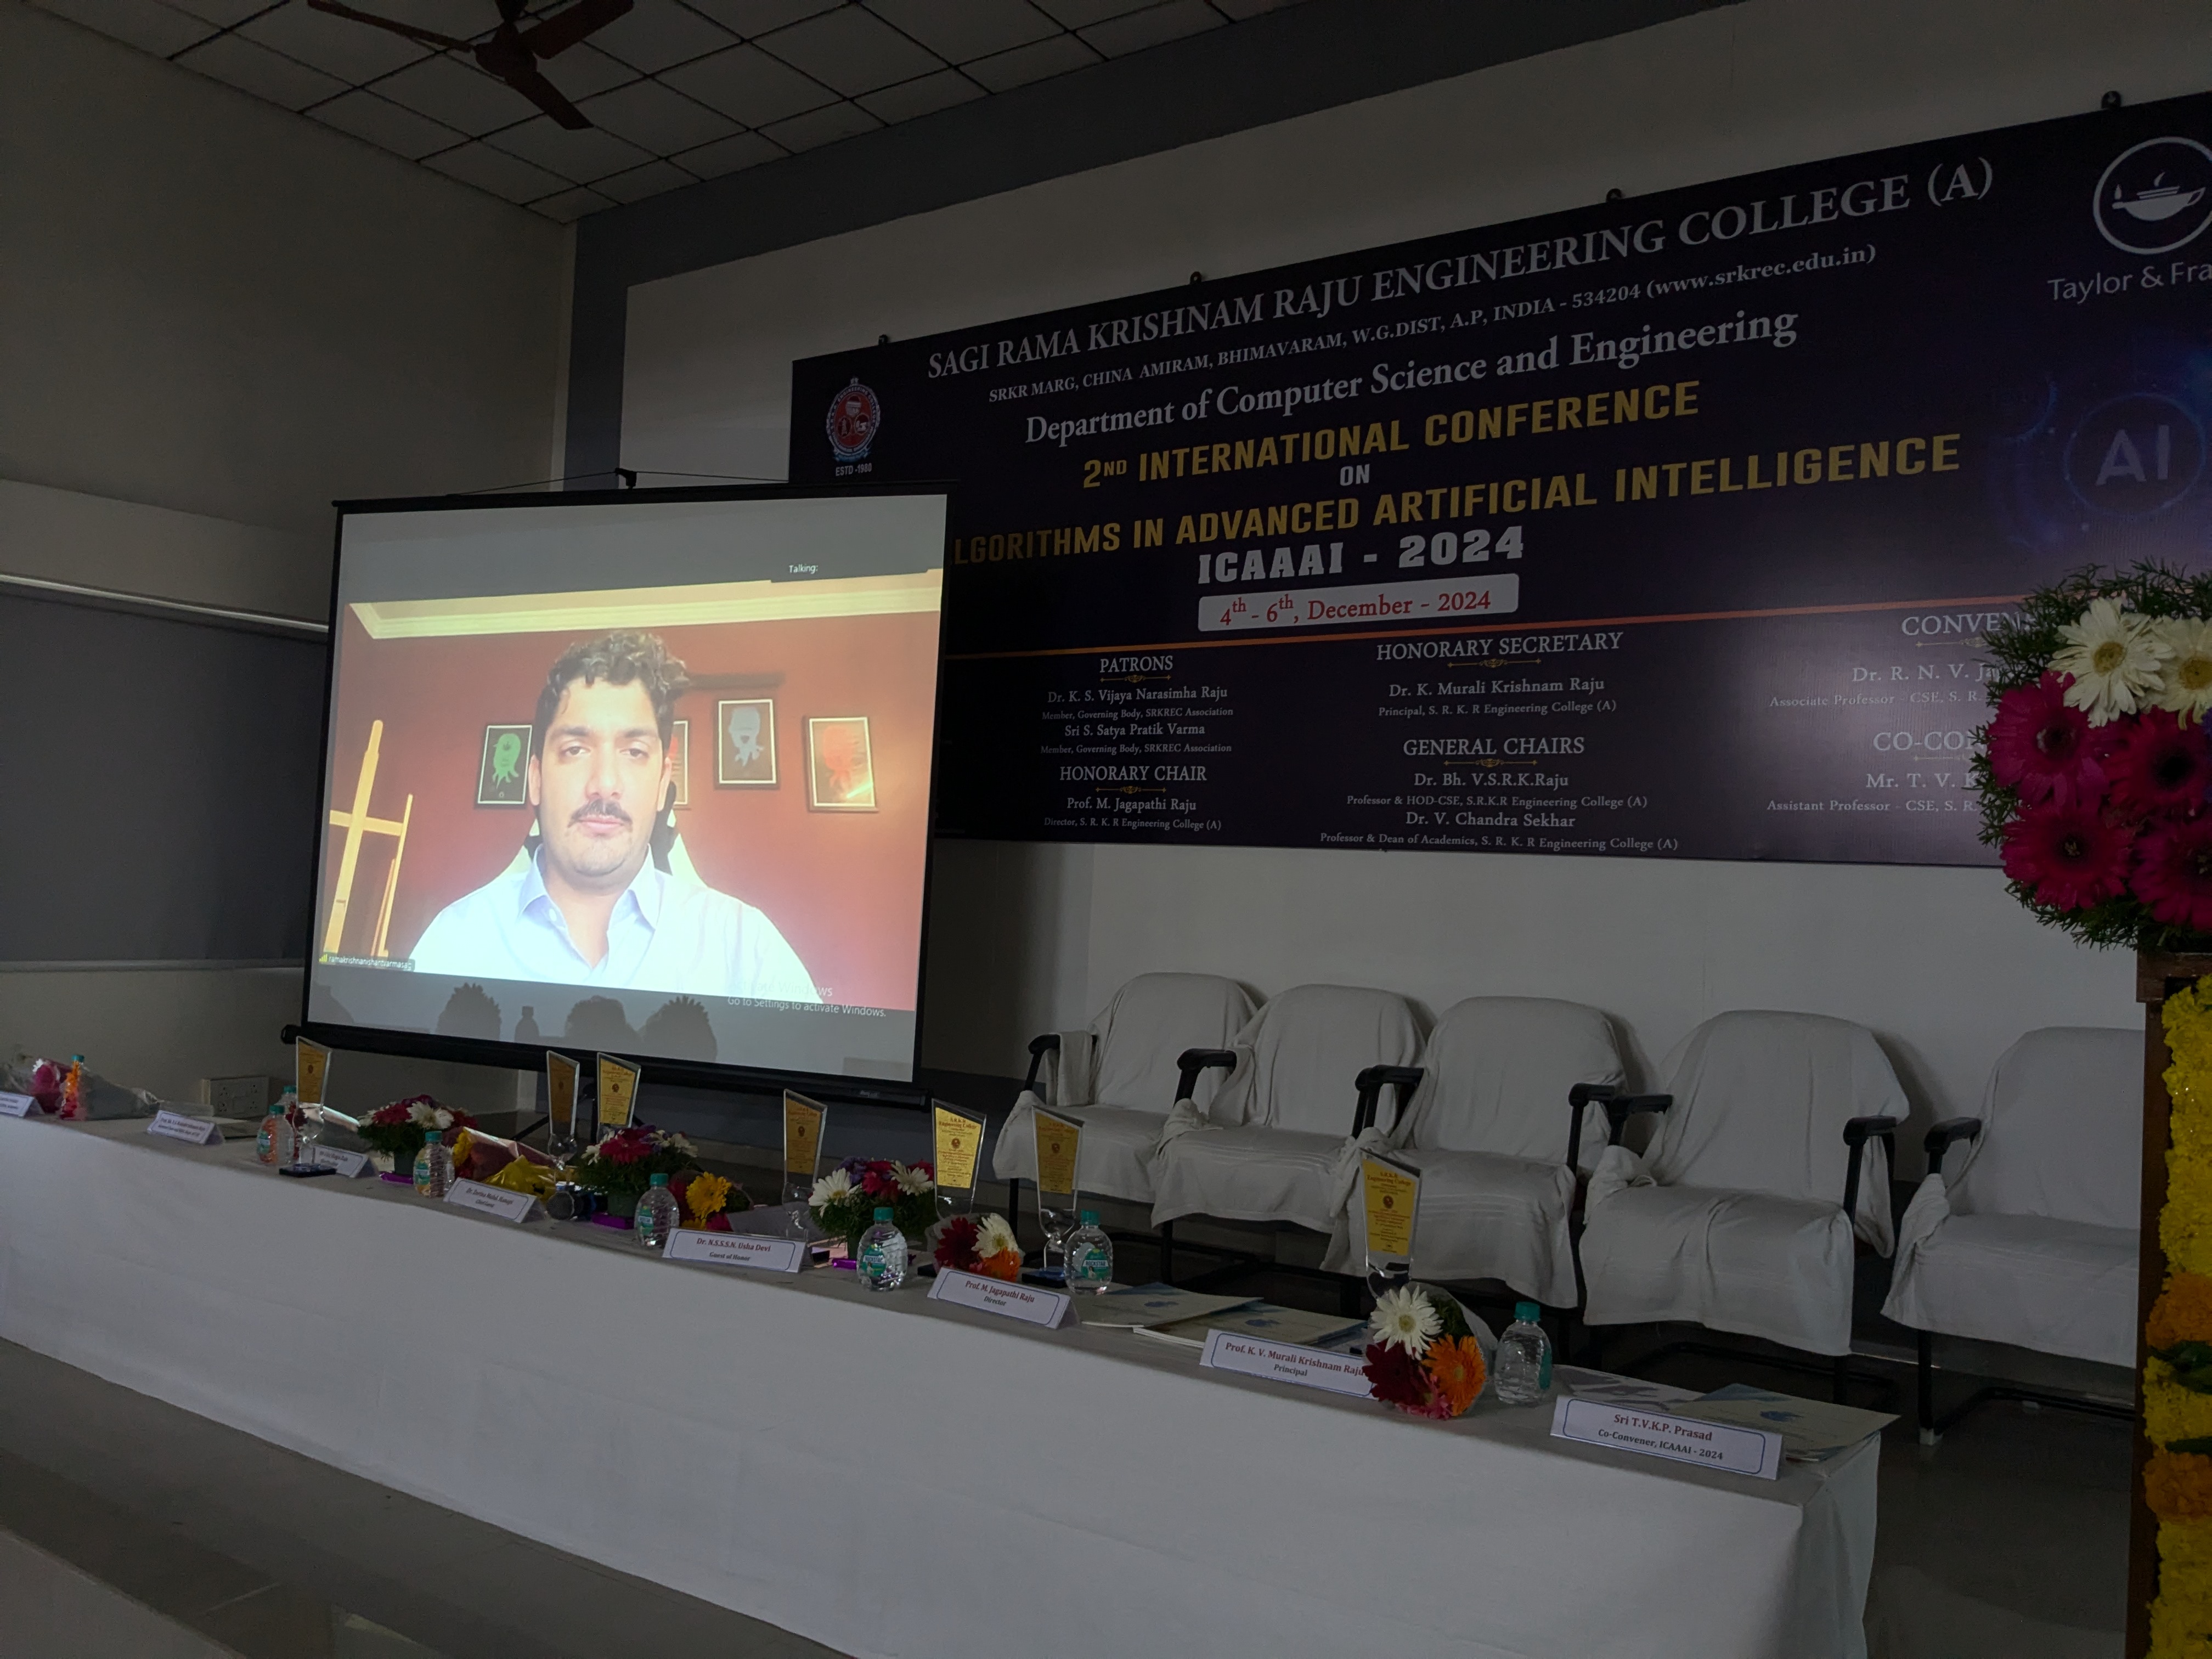 SAGI RAMA KRISHNAM RAJU ENGINEERING COLLEGE (A)
SRKR MARG, CHINA AMIRAM, BHIMAVARAM, W.G.DIST, A.P, INDIA - 534204 (www.srkrec.edu.in)
Department of Computer Science and Engineering
2ND INTERNATIONAL CONFERENCE
ON
LGORITHMS IN ADVANCED ARTIFICIAL INTELLIGENCE
ICAAAI - 2024
4th - 6th, December - 2024
ESTD -1980
Taylor & Fra
AI
PATRONS
Dr. K. S. Vijaya Narasimha Raju
Member, Governing Body, SRKREC Association
Sri S. Satya Pratik Varma
Member, Governing Body, SRKREC Association
HONORARY CHAIR
Prof. M. Jagapathi Raju
Director, S. R. K. R Engineering College (A)
HONORARY SECRETARY
Dr. K. Murali Krishnam Raju
Principal, S. R. K. R Engineering College (A)
GENERAL CHAIRS
Dr. Bh. V.S.R.K.Raju
Professor & HOD-CSE, S.R.K.R Engineering College (A)
Dr. V. Chandra Sekhar
Professor & Dean of Academics, S. R. K. R Engineering College (A)
CONVEN
Dr. R. N. V. J
Associate Professor - CSE, S. R.
CO-CO
Mr. T. V. K
Assistant Professor - CSE, S. R.
Talking:
ramakrishnanishantvarmasagi
Go to Settings to activate Windows.
Dr. N.S.S.S.N. Usha Devi
Guest of Honor
Prof. M. Jagapathi Raju
Director
Prof. K. V. Murali Krishnam Raju
Principal
Sri T.V.K.P. Prasad
Co-Convener, ICAAAI - 2024